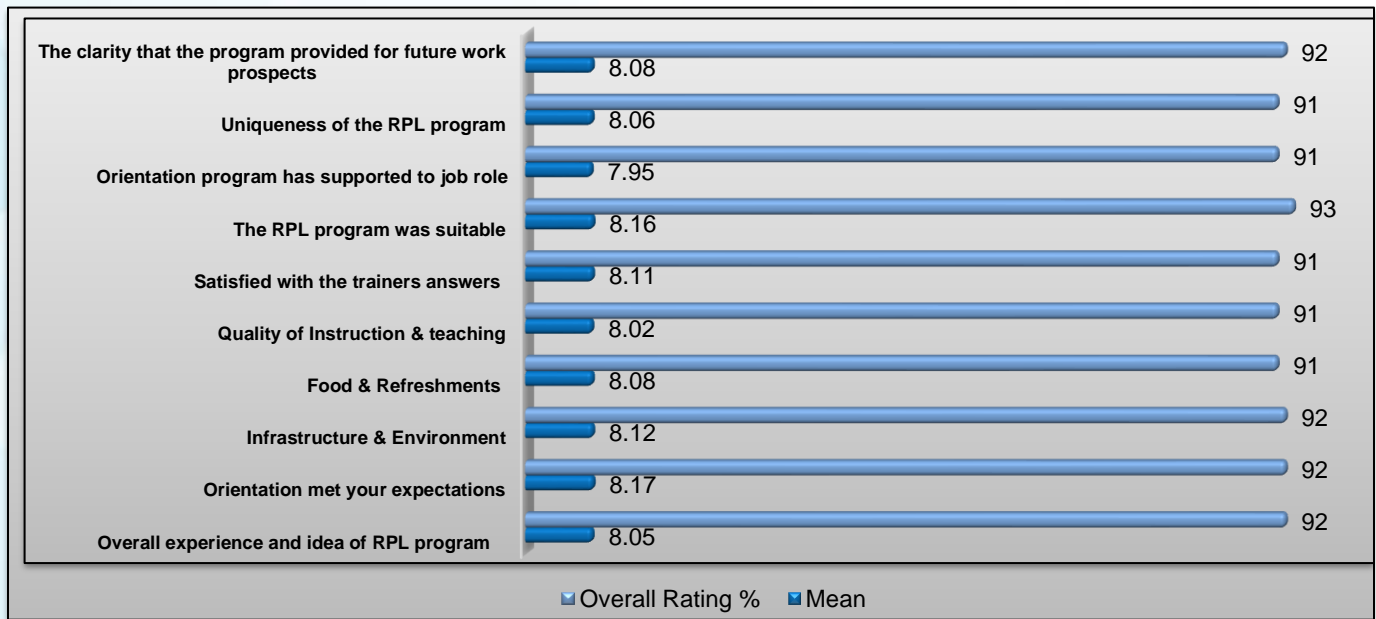 The clarity that the program provided for future work
prospects
92
8.08
Uniqueness of the RPL program
91
8.06
Orientation program has supported to job role
91
7.95
The RPL program was suitable
93
8.16
Satisfied with the trainers answers
91
8.11
Quality of Instruction & teaching
91
8.02
Food & Refreshments
91
8.08
Infrastructure & Environment
92
8.12
Orientation met your expectations
92
8.17
Overall experience and idea of RPL program
92
8.05
Overall Rating % Mean